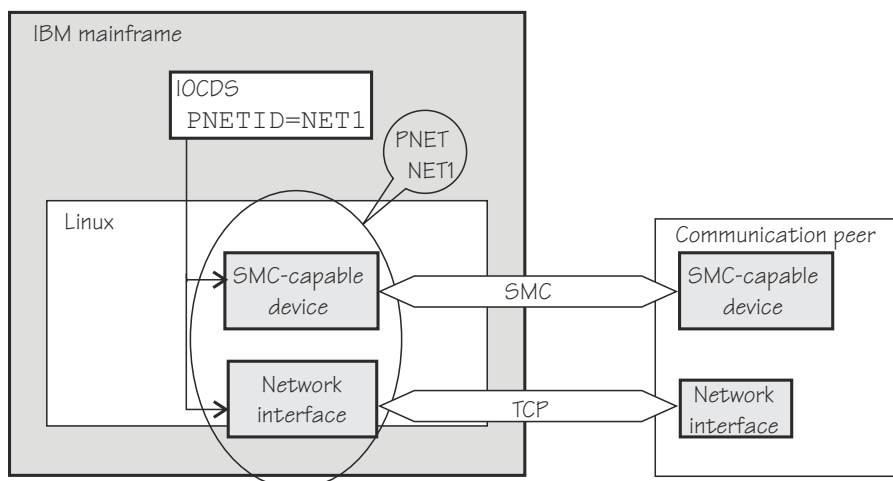 IBM mainframe
IOCDS
PNETID=NET1
PNET
NET1
Linux
Communication peer
SMC-capable
device
SMC
SMC-capable
device
Network
interface
TCP
Network
interface